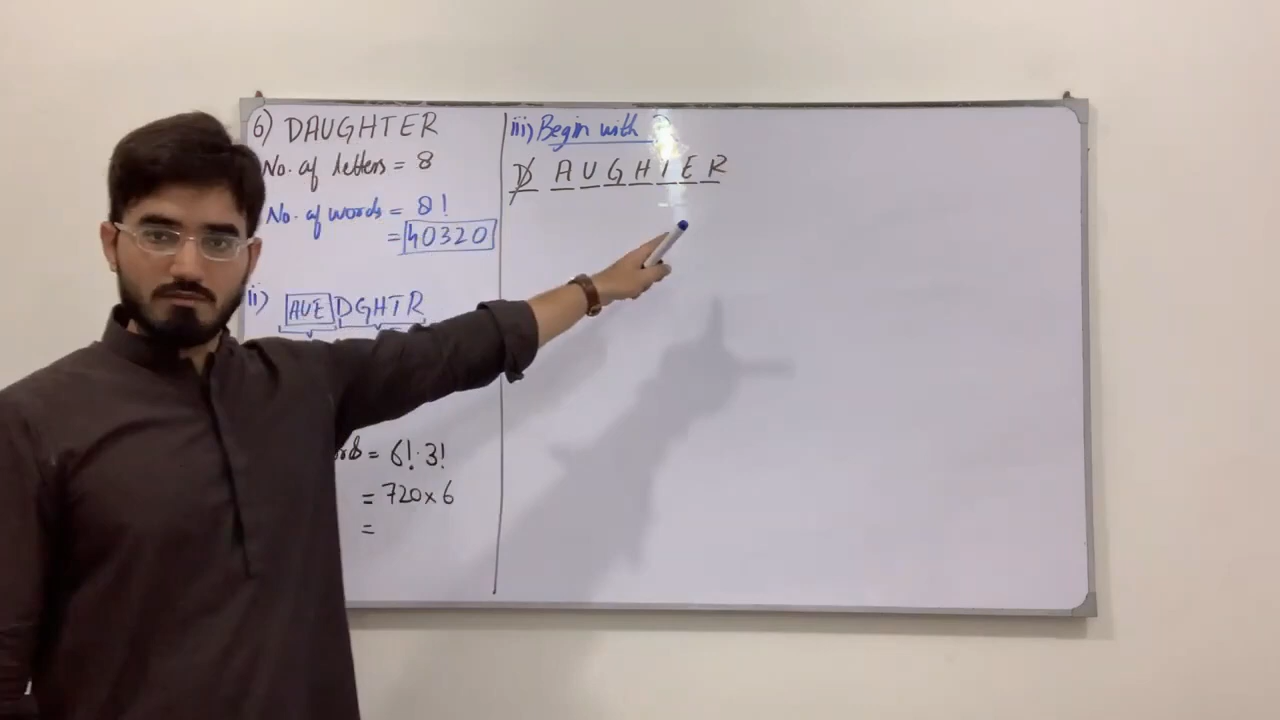 6) DAUGHTER
No. of letters = 8
No. of words = 8!
= 40320
ii) AUE DGHTR
= 6! . 3!
= 720 x 6
=
iii) Begin with
D A U G H T E R